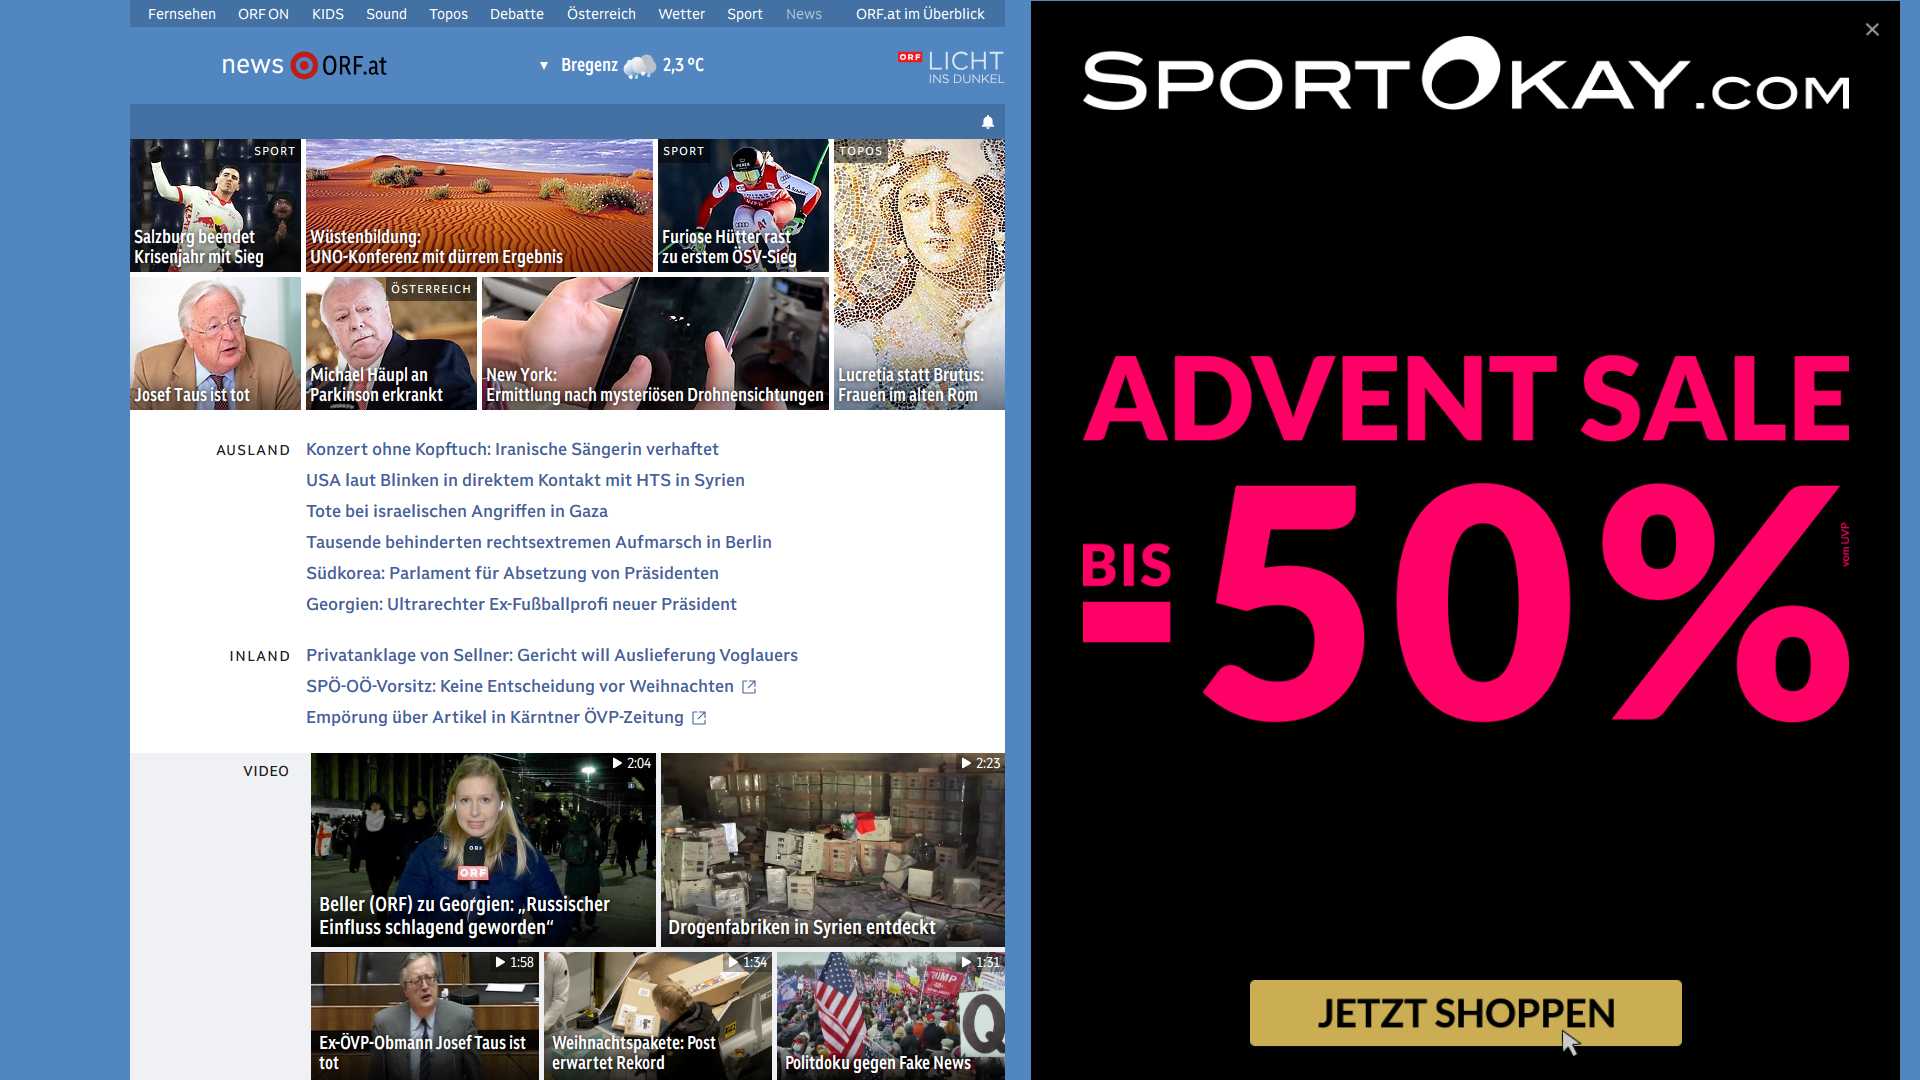 Fernsehen ORF ON KIDS Sound Topos Debatte Österreich Wetter Sport News ORF.at im Überblick
news ORF.at
Bregenz 2,3 °C
ORF LICHT
INS DUNKEL
SPORT
Salzburg beendet
Krisenjahr mit Sieg
Wüstenbildung:
UNO-Konferenz mit dürrem Ergebnis
SPORT
Furiose Hütter rast
zu erstem ÖSV-Sieg
TOPOS
Lucretia statt Brutus:
Frauen im alten Rom
Josef Taus ist tot
ÖSTERREICH
Michael Häupl an
Parkinson erkrankt
New York:
Ermittlung nach mysteriösen Drohnensichtungen
AUSLAND
Konzert ohne Kopftuch: Iranische Sängerin verhaftet
USA laut Blinken in direktem Kontakt mit HTS in Syrien
Tote bei israelischen Angriffen in Gaza
Tausende behinderten rechtsextremen Aufmarsch in Berlin
Südkorea: Parlament für Absetzung von Präsidenten
Georgien: Ultrarechter Ex-Fußballprofi neuer Präsident
INLAND
Privatanklage von Sellner: Gericht will Auslieferung Voglauers
SPÖ-OÖ-Vorsitz: Keine Entscheidung vor Weihnachten
Empörung über Artikel in Kärntner ÖVP-Zeitung
VIDEO
2:04
ORF
Beller (ORF) zu Georgien: „Russischer
Einfluss schlagend geworden“
2:23
Drogenfabriken in Syrien entdeckt
1:58
Ex-ÖVP-Obmann Josef Taus ist
tot
1:34
Weihnachtspakete: Post
erwartet Rekord
1:31
TRUMP
Q
Politdoku gegen Fake News
SPORTOKAY.COM
ADVENT SALE
BIS
-50%
vom UVP
JETZT SHOPPEN